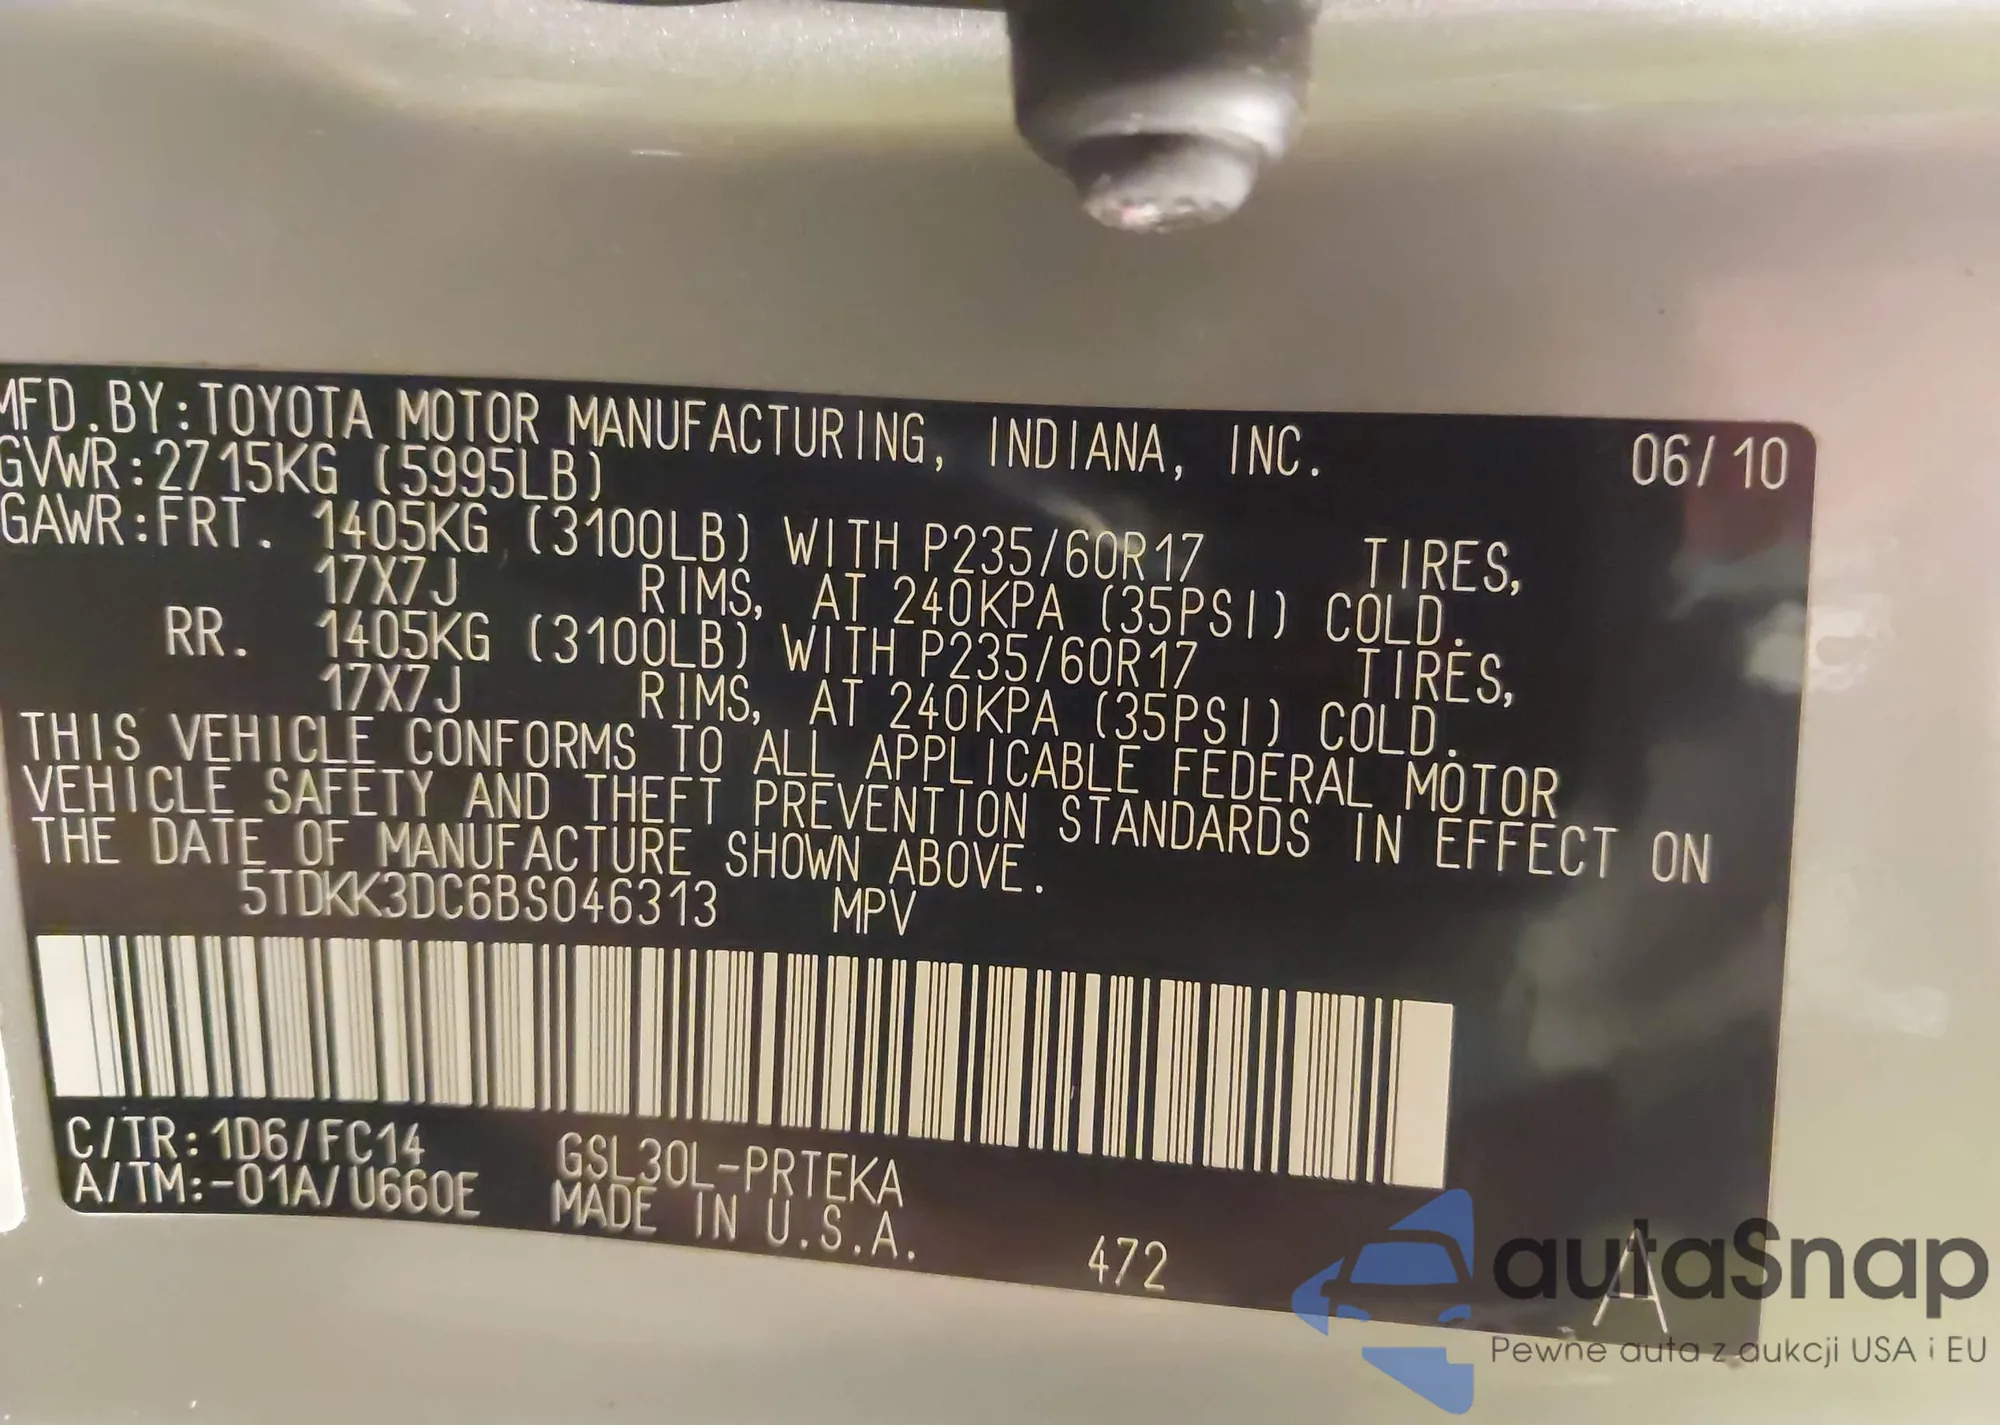 MFD.BY:TOYOTA MOTOR MANUFACTURING, INDIANA, INC. 06/10
GVWR:2715KG (5995LB)
GAWR:FRT. 1405KG (3100LB) WITH P235/60R17 TIRES,
17X7J RIMS, AT 240KPA (35PSI) COLD.
RR. 1405KG (3100LB) WITH P235/60R17 TIRES,
17X7J RIMS, AT 240KPA (35PSI) COLD.
THIS VEHICLE CONFORMS TO ALL APPLICABLE FEDERAL MOTOR
VEHICLE SAFETY AND THEFT PREVENTION STANDARDS IN EFFECT ON
THE DATE OF MANUFACTURE SHOWN ABOVE.
5TDKK3DC6BS046313 MPV
C/TR:1D6/FC14 GSL30L-PRTEKA
A/TM:-01A/U660E MADE IN U.S.A.
472 A
autaSnap
Pewne auta z aukcji USA i EU